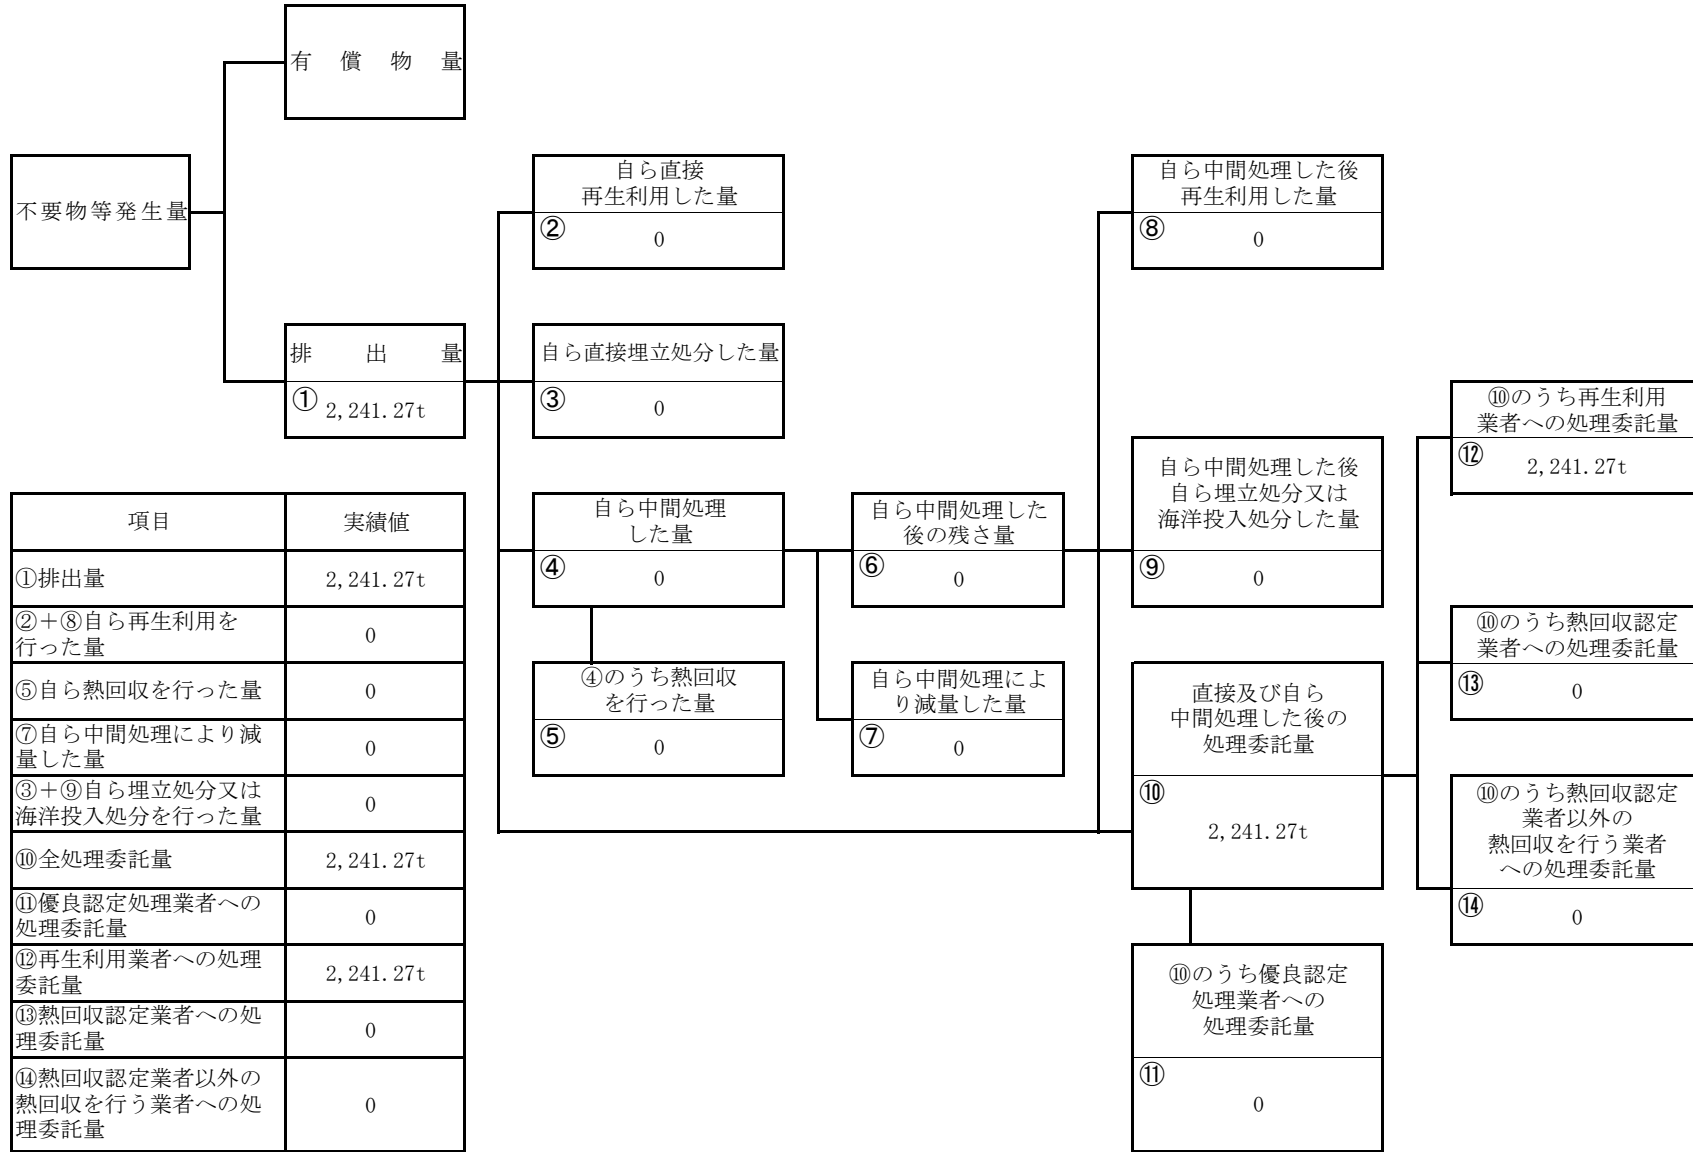 有償物量
不要物等発生量
排出量
① 2,241.27t
自ら直接
再生利用した量
② 0
自ら直接埋立処分した量
③ 0
自ら中間処理
した量
④ 0
④のうち熱回収
を行った量
⑤ 0
自ら中間処理した
後の残さ量
⑥ 0
自ら中間処理によ
り減量した量
⑦ 0
自ら中間処理した後
再生利用した量
⑧ 0
自ら中間処理した後
自ら埋立処分又は
海洋投入処分した量
⑨ 0
直接及び自ら
中間処理した後の
処理委託量
⑩
2,241.27t
⑩のうち優良認定
処理業者への
処理委託量
⑪
0
⑩のうち再生利用
業者への処理委託量
⑫ 2,241.27t
⑩のうち熱回収認定
業者への処理委託量
⑬ 0
⑩のうち熱回収認定
業者以外の
熱回収を行う業者
への処理委託量
⑭ 0
項目 実績値
①排出量 2,241.27t
②＋⑧自ら再生利用を
行った量 0
⑤自ら熱回収を行った量 0
⑦自ら中間処理により減
量した量 0
③＋⑨自ら埋立処分又は
海洋投入処分を行った量 0
⑩全処理委託量 2,241.27t
⑪優良認定処理業者への
処理委託量 0
⑫再生利用業者への処理
委託量 2,241.27t
⑬熱回収認定業者への処
理委託量 0
⑭熱回収認定業者以外の
熱回収を行う業者への処
理委託量 0